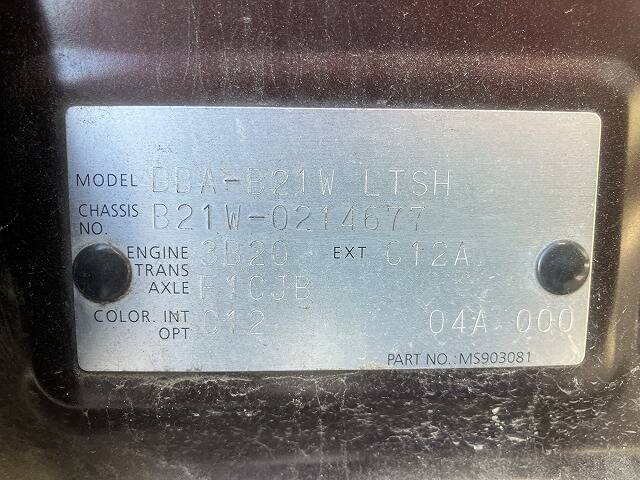 MODEL DBA-B21W LTSH
CHASSIS NO. B21W-0214677
ENGINE 3B20 EXT C12A
TRANS AXLE F1CJB
COLOR. INT OPT C12 04A 000
PART NO.: MS903081